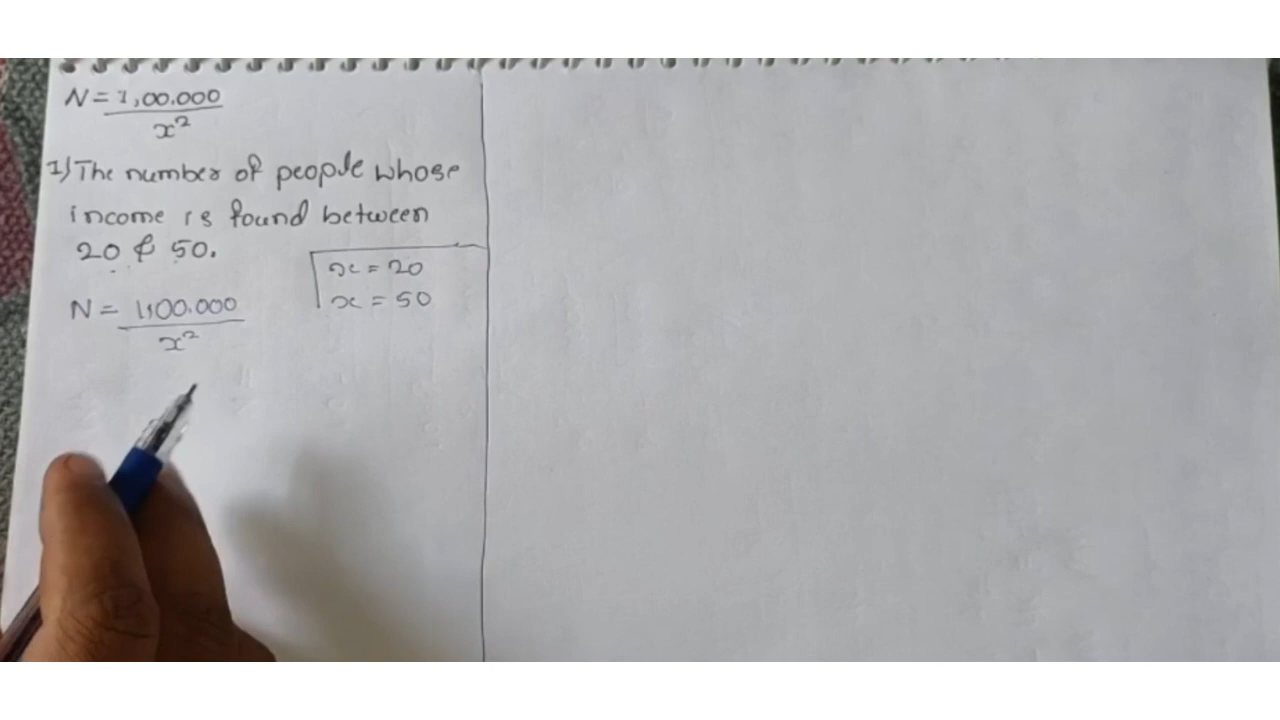 N = 1,00.000
x²
1) The number of people whose
income is found between
20 & 50.
x = 20
x = 50
N = 1,00.000
x²